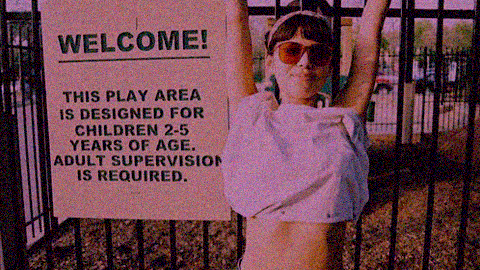 WELCOME!
THIS PLAY AREA
IS DESIGNED FOR
CHILDREN 2-5
YEARS OF AGE.
ADULT SUPERVISION
IS REQUIRED.